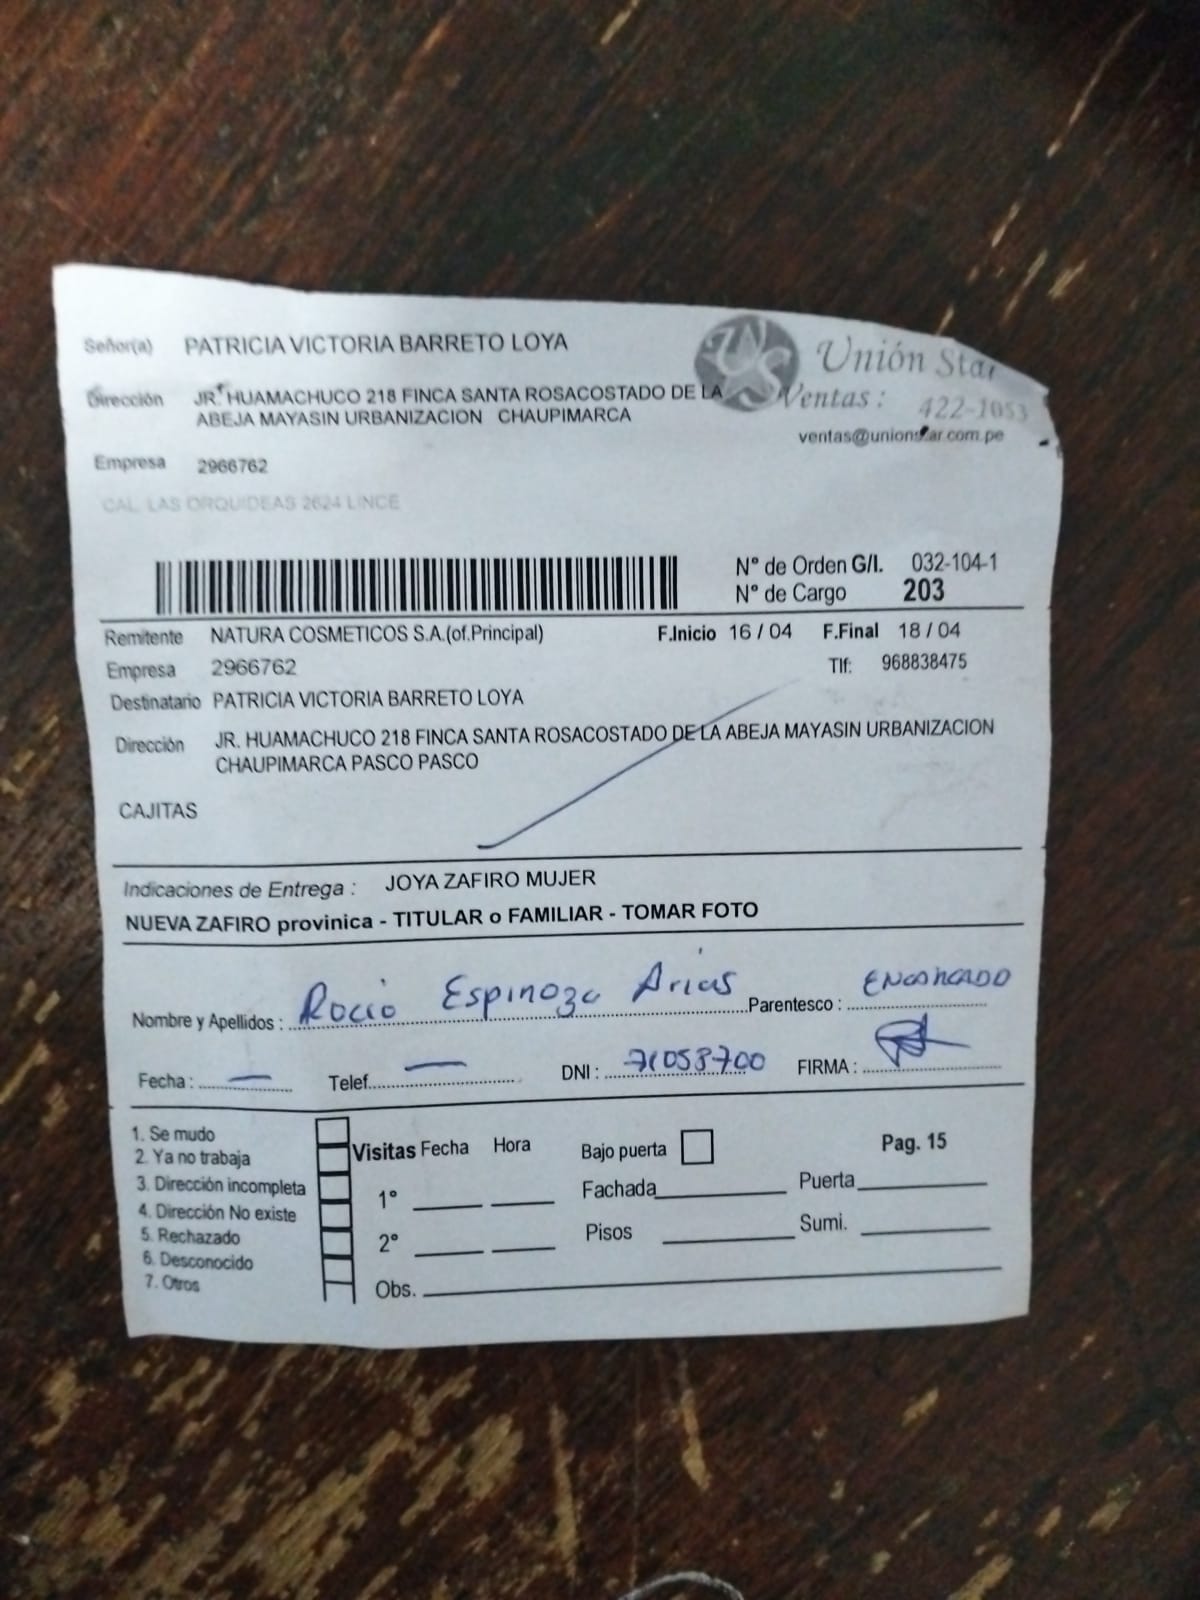 Señor(a) PATRICIA VICTORIA BARRETO LOYA
Unión Star
Dirección JR. HUAMACHUCO 218 FINCA SANTA ROSACOSTADO DE LA
ABEJA MAYASIN URBANIZACION CHAUPIMARCA
Ventas: 422-1053
ventas@unionstar.com.pe
Empresa 2966762
CAL. LAS ORQUIDEAS 2624 LINCE
N° de Orden G/I. 032-104-1
N° de Cargo 203
Remitente NATURA COSMETICOS S.A.(of.Principal) F.Inicio 16 / 04 F.Final 18 / 04
Empresa 2966762 Tlf: 968838475
Destinatario PATRICIA VICTORIA BARRETO LOYA
Dirección JR. HUAMACHUCO 218 FINCA SANTA ROSACOSTADO DE LA ABEJA MAYASIN URBANIZACION
CHAUPIMARCA PASCO PASCO
CAJITAS
Indicaciones de Entrega : JOYA ZAFIRO MUJER
NUEVA ZAFIRO provinica - TITULAR o FAMILIAR - TOMAR FOTO
Nombre y Apellidos : Rocio Espinoza Arias Parentesco : ENCARGADO
Fecha : — Telef. — DNI : 71058700 FIRMA :
1. Se mudo
2. Ya no trabaja
3. Dirección incompleta
4. Dirección No existe
5. Rechazado
6. Desconocido
7. Otros
Visitas Fecha Hora Bajo puerta Pag. 15
1° Fachada Puerta
2° Pisos Sumi.
Obs.